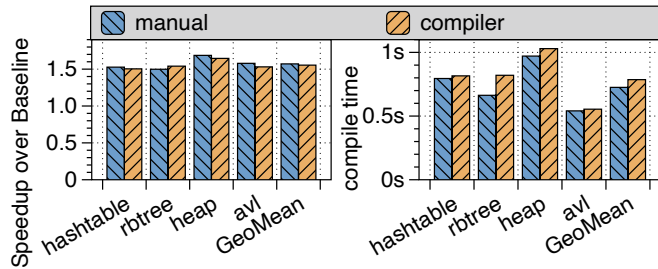 manual compiler
Speedup over Baseline
1.5
1.0
0.5
0
hashtable
rbtree
heap
avl
GeoMean
compile time
1s
0.5s
0s
hashtable
rbtree
heap
avl
GeoMean